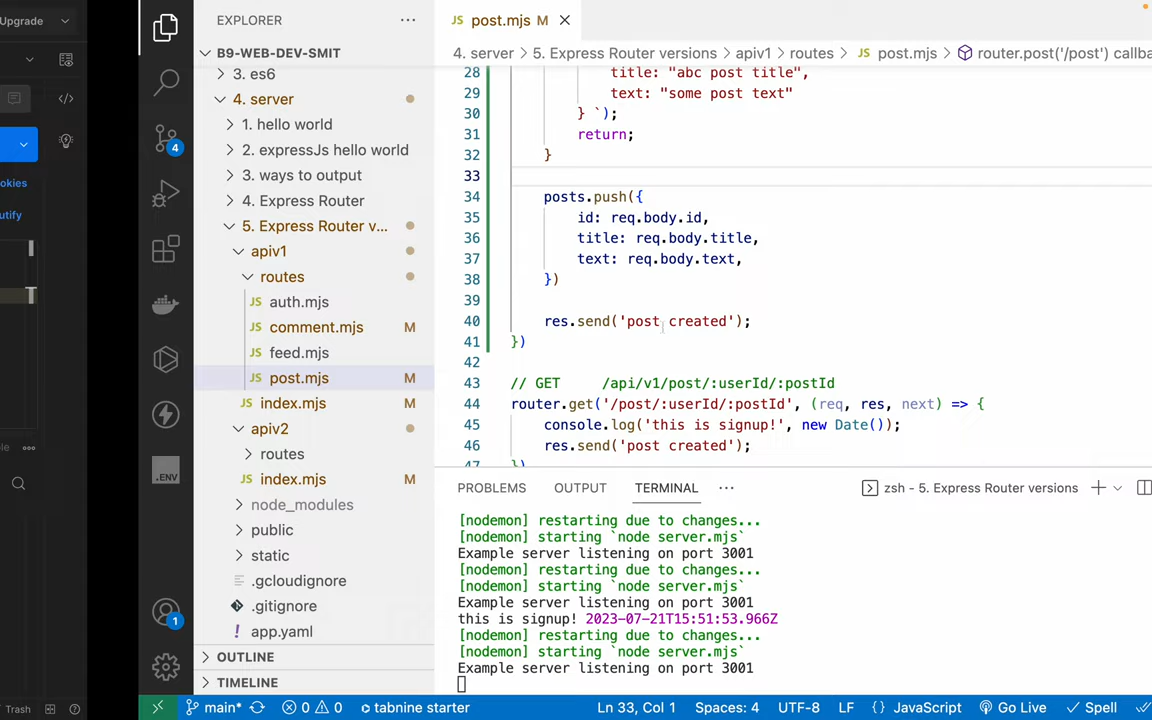 Upgrade
okies
utify
T
le
Trash
4
1
.ENV
EXPLORER
B9-WEB-DEV-SMIT
3. es6
4. server
1. hello world
2. expressJs hello world
3. ways to output
4. Express Router
5. Express Router v...
apiv1
routes
JS auth.mjs
JS comment.mjs M
JS feed.mjs
JS post.mjs M
JS index.mjs M
apiv2
routes
JS index.mjs M
node_modules
public
static
.gcloudignore
.gitignore
! app.yaml
OUTLINE
TIMELINE
JS post.mjs M
4. server > 5. Express Router versions > apiv1 > routes > JS post.mjs > router.post('/post') callba
28 title: "abc post title",
29 text: "some post text"
30 } `);
31 return;
32 }
33
34 posts.push({
35 id: req.body.id,
36 title: req.body.title,
37 text: req.body.text,
38 })
39
40 res.send('post created');
41 })
42
43 // GET /api/v1/post/:userId/:postId
44 router.get('/post/:userId/:postId', (req, res, next) => {
45 console.log('this is signup!', new Date());
46 res.send('post created');
47 })
PROBLEMS OUTPUT TERMINAL ... zsh - 5. Express Router versions
[nodemon] restarting due to changes...
[nodemon] starting `node server.mjs`
Example server listening on port 3001
[nodemon] restarting due to changes...
[nodemon] starting `node server.mjs`
Example server listening on port 3001
this is signup! 2023-07-21T15:51:53.966Z
[nodemon] restarting due to changes...
[nodemon] starting `node server.mjs`
Example server listening on port 3001
main* 0 0 tabnine starter Ln 33, Col 1 Spaces: 4 UTF-8 LF {} JavaScript Go Live Spell